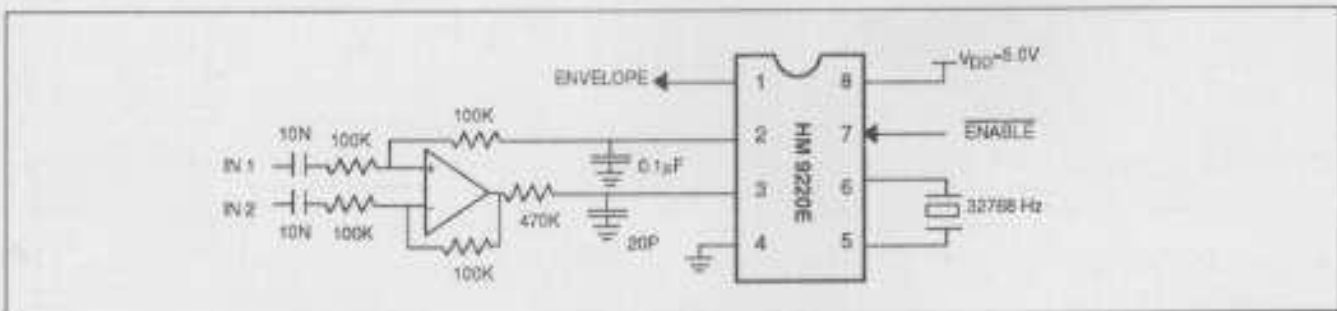 ENVELOPE
1
8
VDD=5.0V
100K
10N
100K
2
7
ENABLE
IN 1
+
0.1µF
HM 9220E
6
IN 2
-
3
32768 Hz
470K
10N
100K
20P
4
5
100K